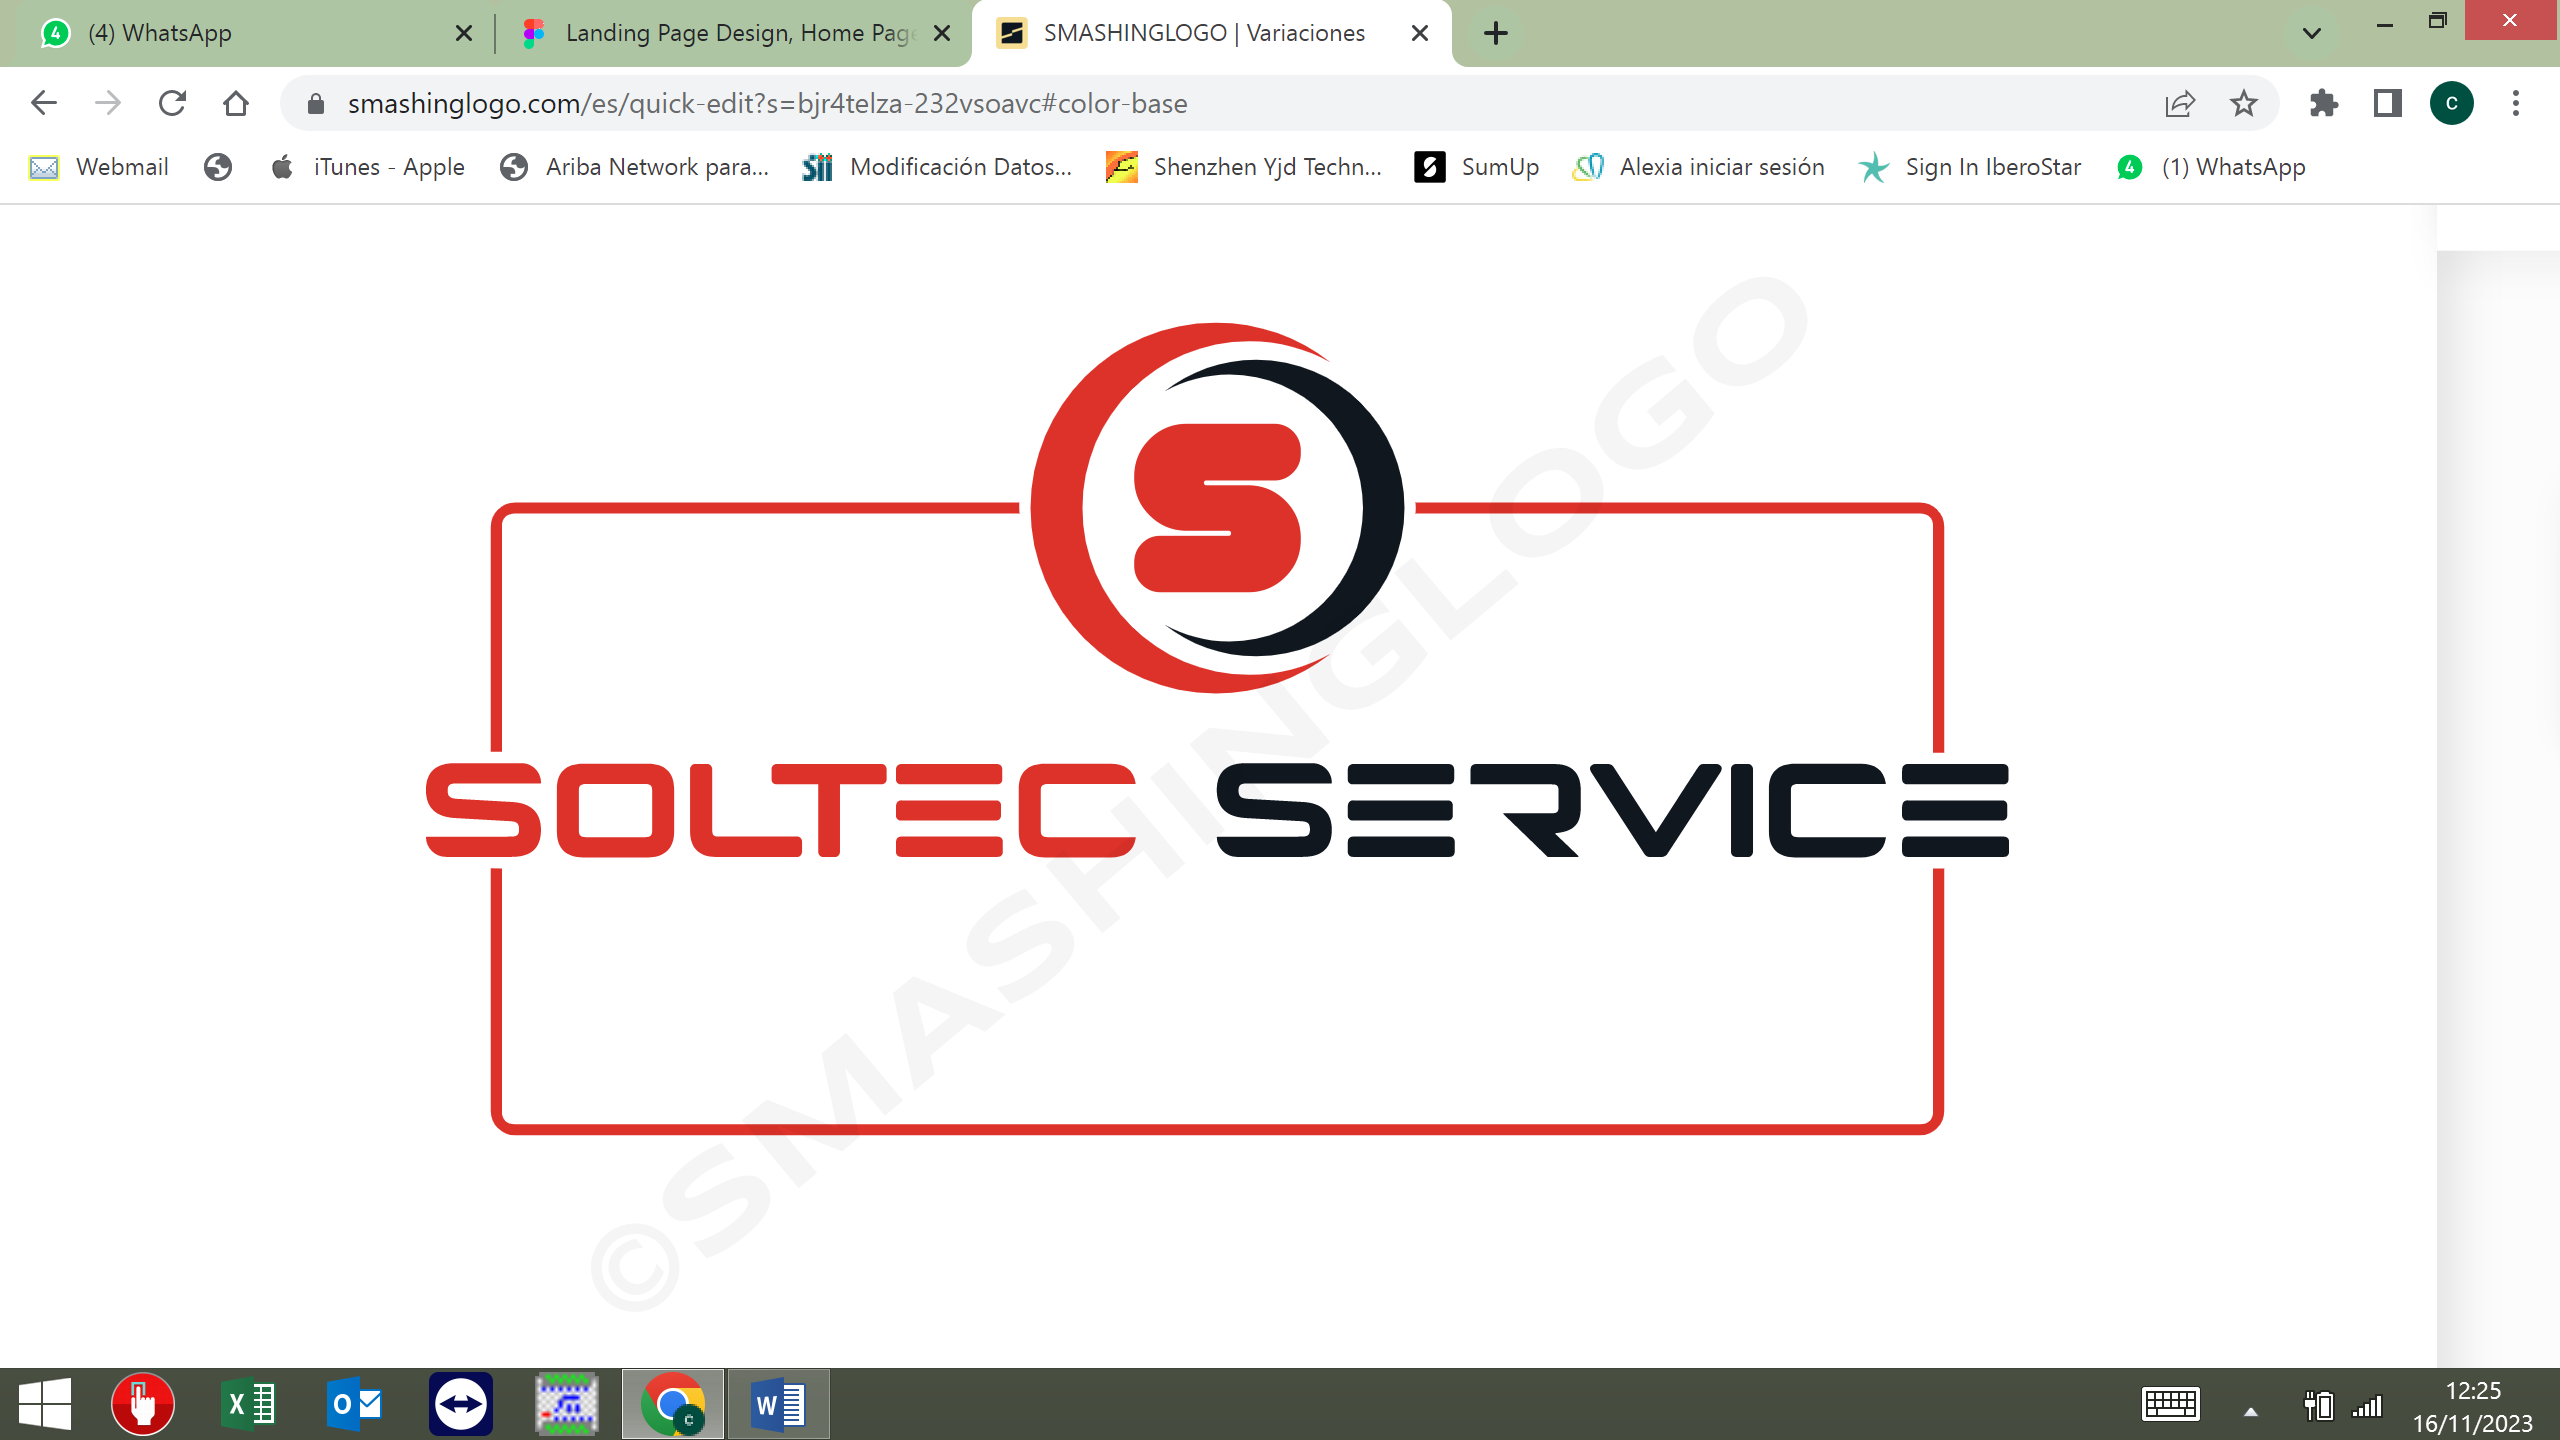 (4) WhatsApp
Landing Page Design, Home Page
SMASHINGLOGO | Variaciones
smashinglogo.com/es/quick-edit?s=bjr4telza-232vsoavc#color-base
C
Webmail
iTunes - Apple
Ariba Network para...
Modificación Datos...
Shenzhen Yjd Techn...
SumUp
Alexia iniciar sesión
Sign In IberoStar
(1) WhatsApp
S
SOLTEC SERVICE
©SMASHINGLOGO
12:25
16/11/2023